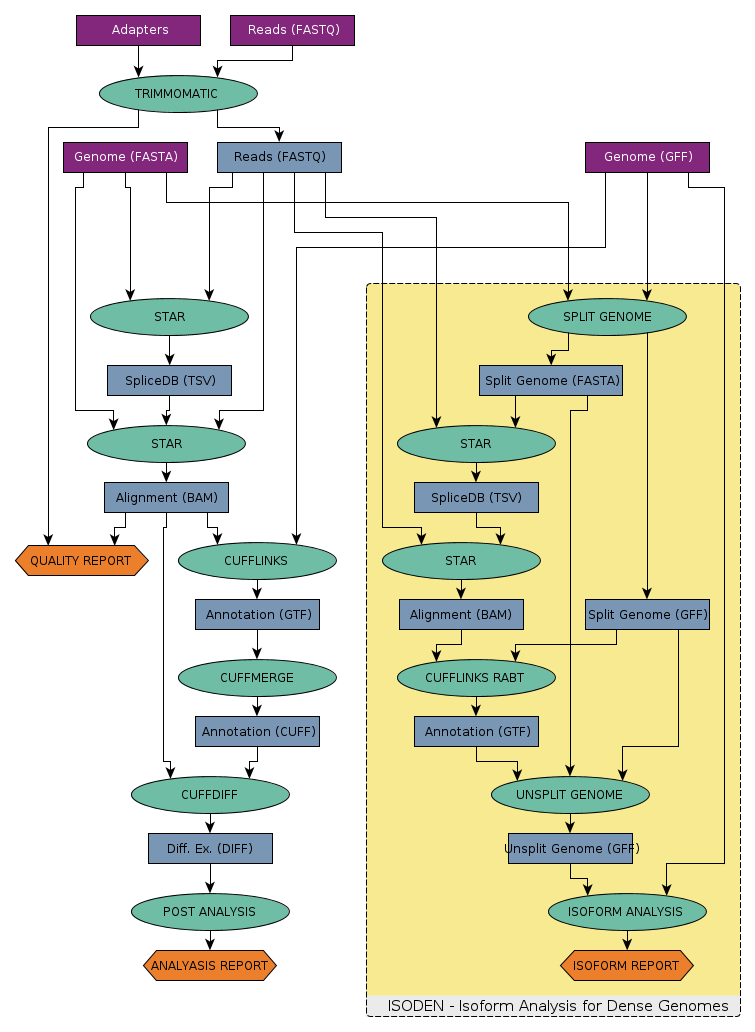 Adapters
Reads (FASTQ)
TRIMMOMATIC
Genome (FASTA)
Reads (FASTQ)
Genome (GFF)
STAR
SPLIT GENOME
SpliceDB (TSV)
Split Genome (FASTA)
STAR
STAR
Alignment (BAM)
SpliceDB (TSV)
QUALITY REPORT
CUFFLINKS
STAR
Annotation (GTF)
Alignment (BAM)
Split Genome (GFF)
CUFFMERGE
CUFFLINKS RABT
Annotation (CUFF)
Annotation (GTF)
CUFFDIFF
UNSPLIT GENOME
Diff. Ex. (DIFF)
Unsplit Genome (GFF)
POST ANALYSIS
ISOFORM ANALYSIS
ANALYASIS REPORT
ISOFORM REPORT
ISODEN - Isoform Analysis for Dense Genomes